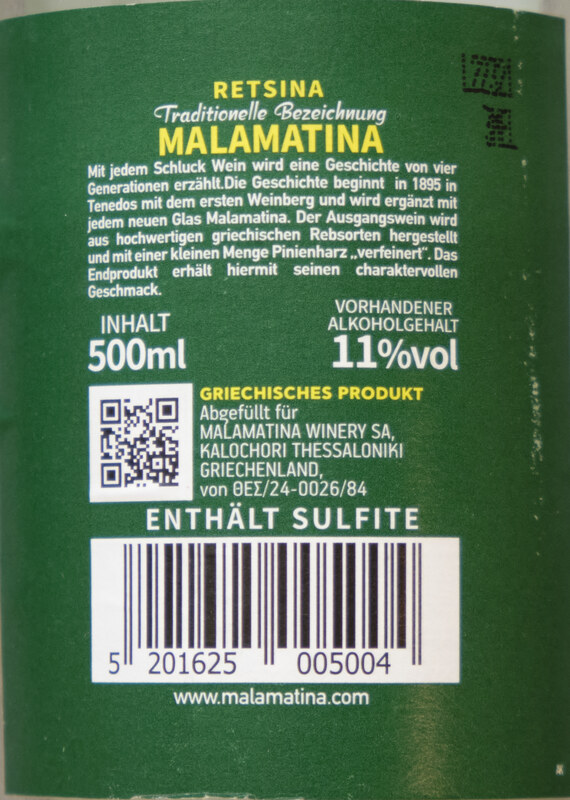 RETSINA
Traditionelle Bezeichnung
MALAMATINA
Mit jedem Schluck Wein wird eine Geschichte von vier
Generationen erzählt.Die Geschichte beginnt in 1895 in
Tenedos mit dem ersten Weinberg und wird ergänzt mit
jedem neuen Glas Malamatina. Der Ausgangswein wird
aus hochwertigen griechischen Rebsorten hergestellt
und mit einer kleinen Menge Pinienharz „verfeinert“. Das
Endprodukt erhält hiermit seinen charaktervollen
Geschmack.
INHALT
500ml
VORHANDENER
ALKOHOLGEHALT
11%vol
GRIECHISCHES PRODUKT
Abgefüllt für
MALAMATINA WINERY SA,
KALOCHORI THESSALONIKI
GRIECHENLAND,
von ΘΕΣ/24-0026/84
ENTHÄLT SULFITE
5 201625 005004
www.malamatina.com